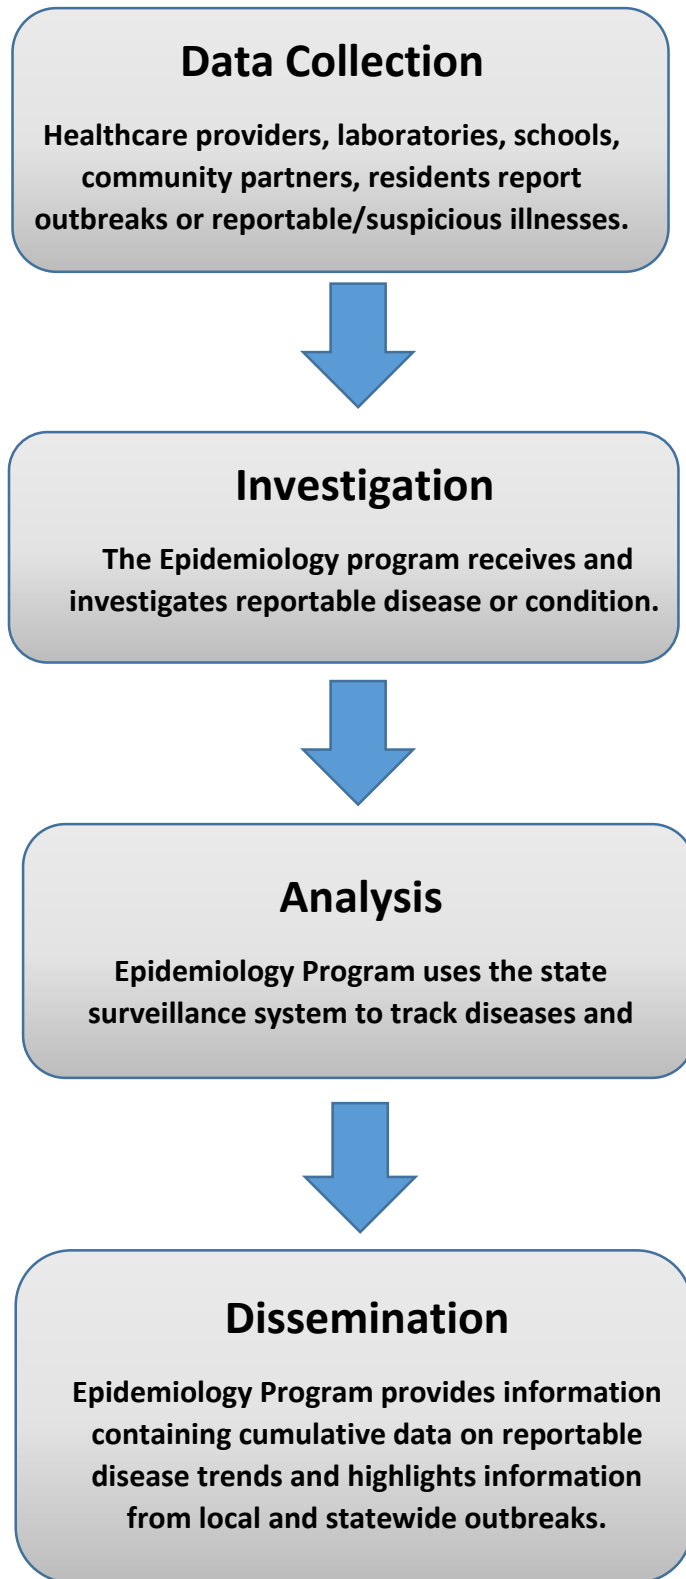 Data Collection
Healthcare providers, laboratories, schools,
community partners, residents report
outbreaks or reportable/suspicious illnesses.
Investigation
The Epidemiology program receives and
investigates reportable disease or condition.
Analysis
Epidemiology Program uses the state
surveillance system to track diseases and
Dissemination
Epidemiology Program provides information
containing cumulative data on reportable
disease trends and highlights information
from local and statewide outbreaks.